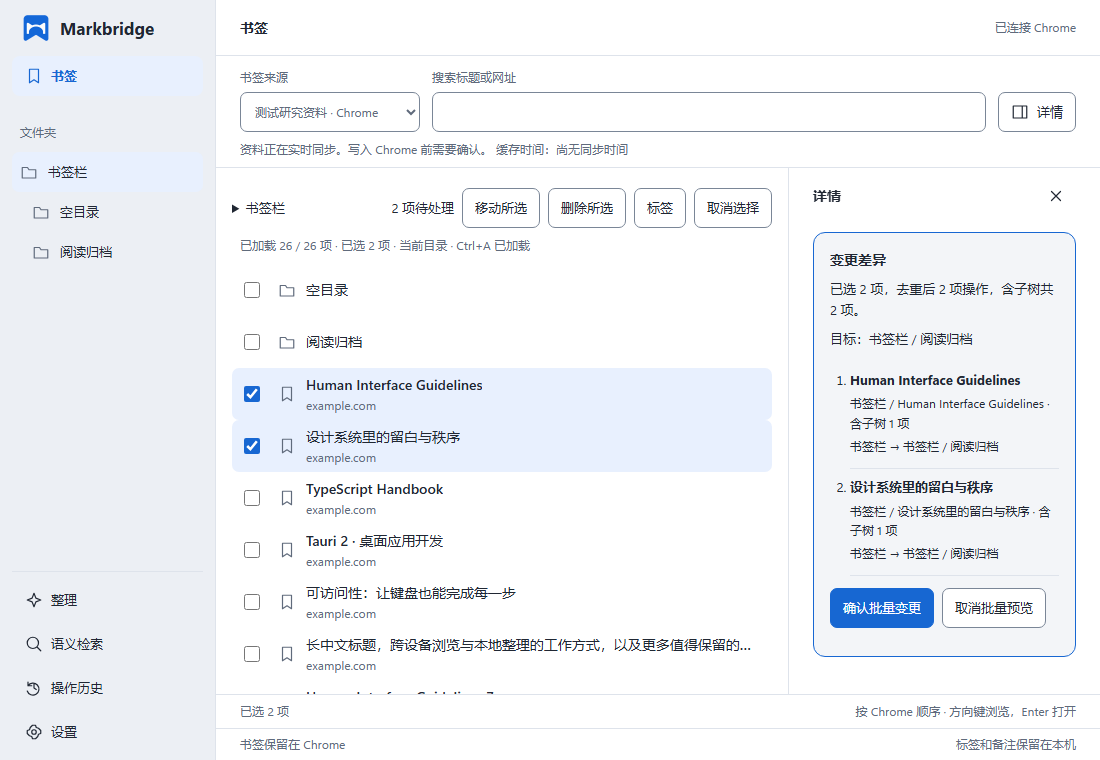 Markbridge
书签
文件夹
书签栏
空目录
阅读归档
整理
语义检索
操作历史
设置
书签
已连接 Chrome
书签来源
搜索标题或网址
测试研究资料 · Chrome
详情
资料正在实时同步。写入 Chrome 前需要确认。 缓存时间：尚无同步时间
书签栏
2 项待处理
移动所选
删除所选
标签
取消选择
已加载 26 / 26 项 · 已选 2 项 · 当前目录 · Ctrl+A 已加载
空目录
阅读归档
Human Interface Guidelines
example.com
设计系统里的留白与秩序
example.com
TypeScript Handbook
example.com
Tauri 2 · 桌面应用开发
example.com
可访问性：让键盘也能完成每一步
example.com
长中文标题，跨设备浏览与本地整理的工作方式，以及更多值得保留的...
example.com
详情
变更差异
已选 2 项，去重后 2 项操作，含子树共
2 项。
目标：书签栏 / 阅读归档
1. Human Interface Guidelines
书签栏 / Human Interface Guidelines ·
含子树 1 项
书签栏 → 书签栏 / 阅读归档
2. 设计系统里的留白与秩序
书签栏 / 设计系统里的留白与秩序 · 含
子树 1 项
书签栏 → 书签栏 / 阅读归档
确认批量变更
取消批量预览
已选 2 项
按 Chrome 顺序 · 方向键浏览，Enter 打开
书签保留在 Chrome
标签和备注保留在本机